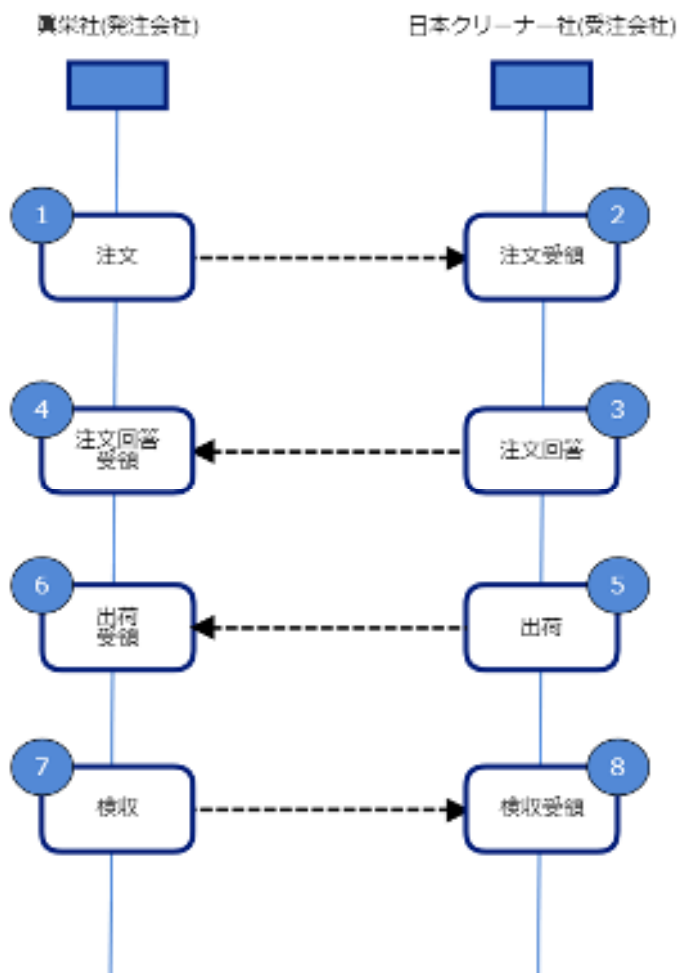 眞栄社(発注会社)
日本クリーナー社(受注会社)
1
注文
2
注文受領
4
注文回答
受領
3
注文回答
6
出荷
受領
5
出荷
7
検収
8
検収受領